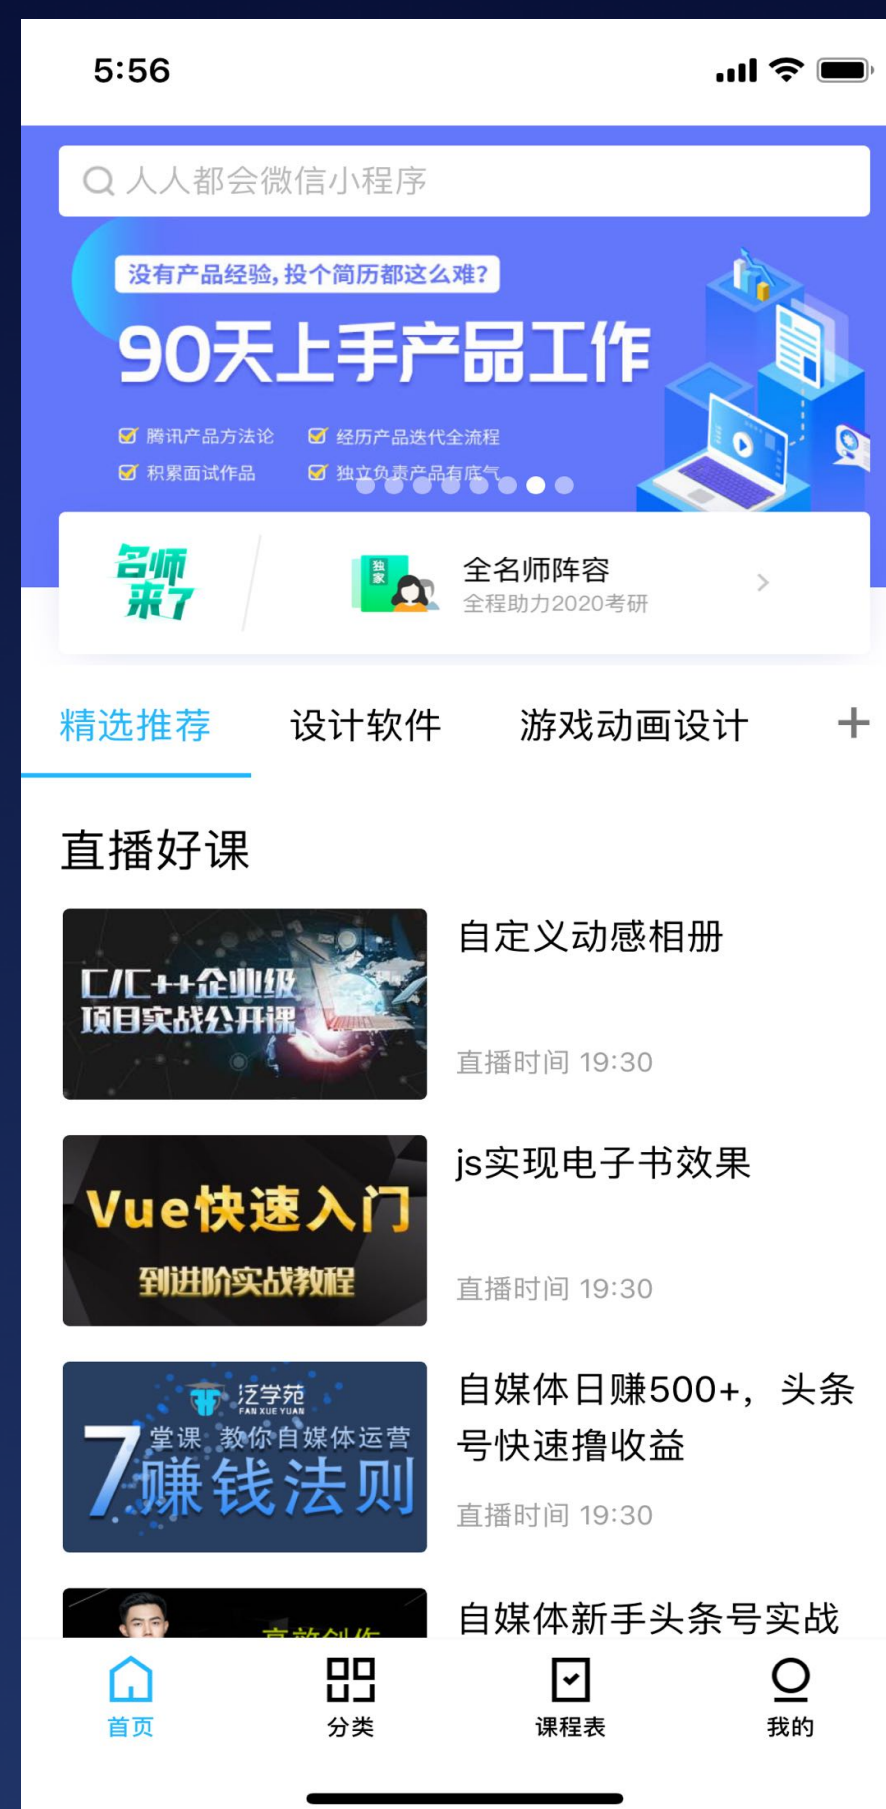 5:56
人人都会微信小程序
没有产品经验,投个简历都这么难?
90天上手产品工作
腾讯产品方法论
经历产品迭代全流程
积累面试作品
独立负责产品有底气
名师
来了
独家
全名师阵容
全程助力2020考研
精选推荐
设计软件
游戏动画设计
直播好课
C/C++企业级
项目实战公开课
自定义动感相册
直播时间 19:30
Vue快速入门
到进阶实战教程
js实现电子书效果
直播时间 19:30
泛学苑
FAN XUE YUAN
7堂课 教你自媒体运营
赚钱法则
自媒体日赚500+，头条
号快速撸收益
直播时间 19:30
高效创作
自媒体新手头条号实战
首页
分类
课程表
我的